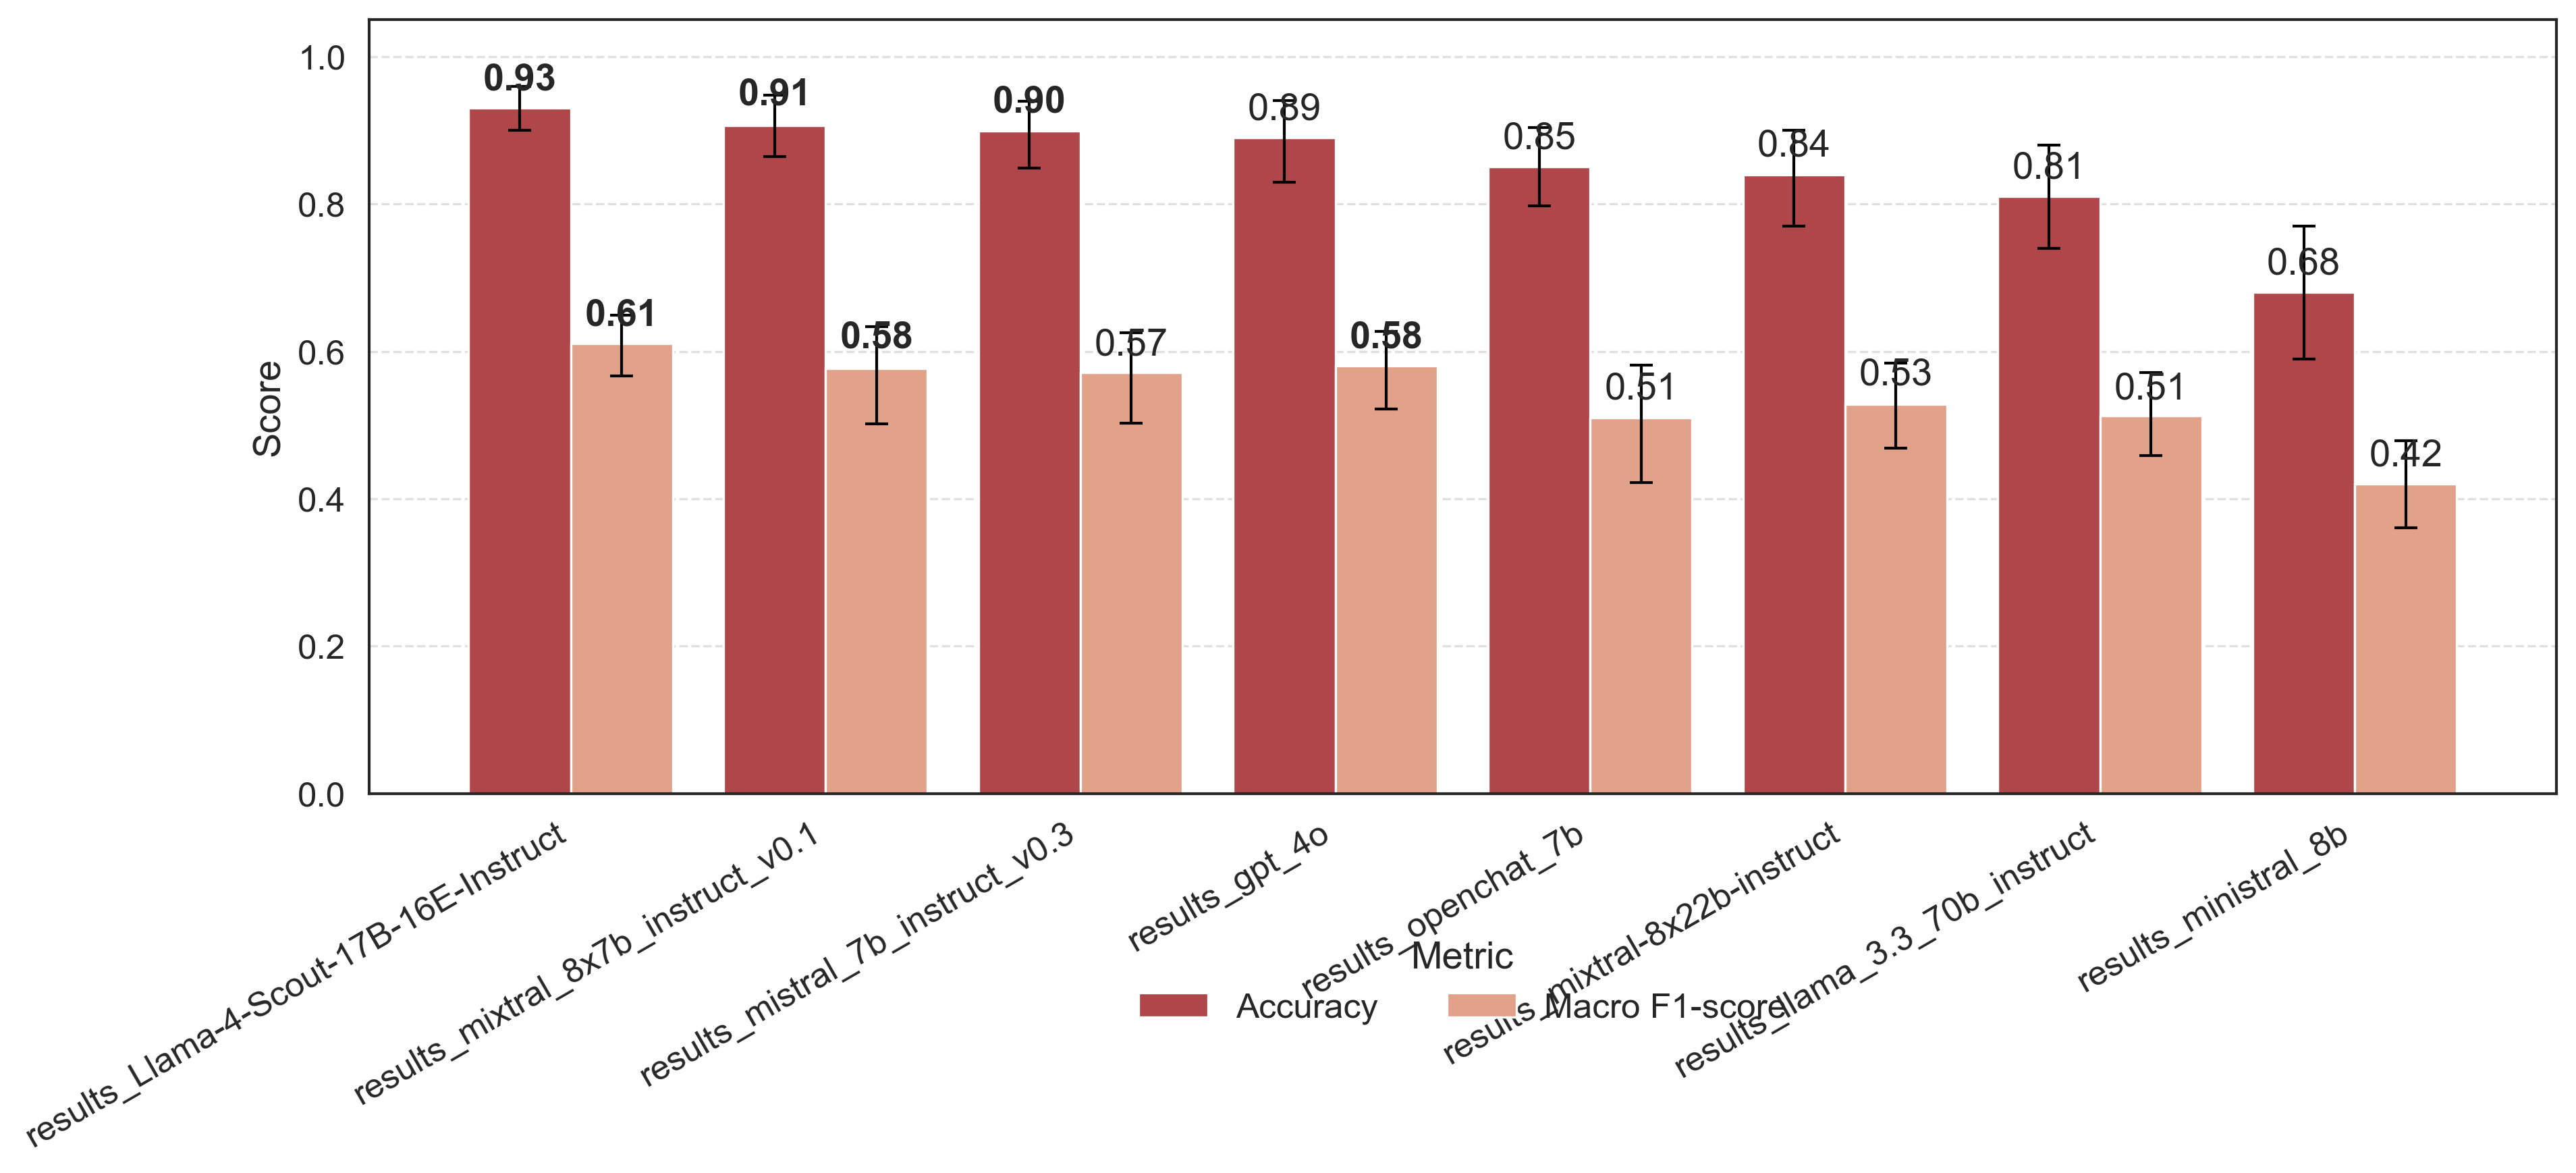 Score
1.0
0.8
0.6
0.4
0.2
0.0
0.93
0.61
0.91
0.58
0.90
0.57
0.89
0.58
0.85
0.51
0.84
0.53
0.81
0.51
0.68
0.42
results_Llama-4-Scout-17B-16E-Instruct
results_mixtral_8x7b_instruct_v0.1
results_mistral_7b_instruct_v0.3
results_gpt_4o
results_openchat_7b
results_mixtral-8x22b-instruct
results_llama_3.3_70b_instruct
results_ministral_8b
Metric
Accuracy
Macro F1-score